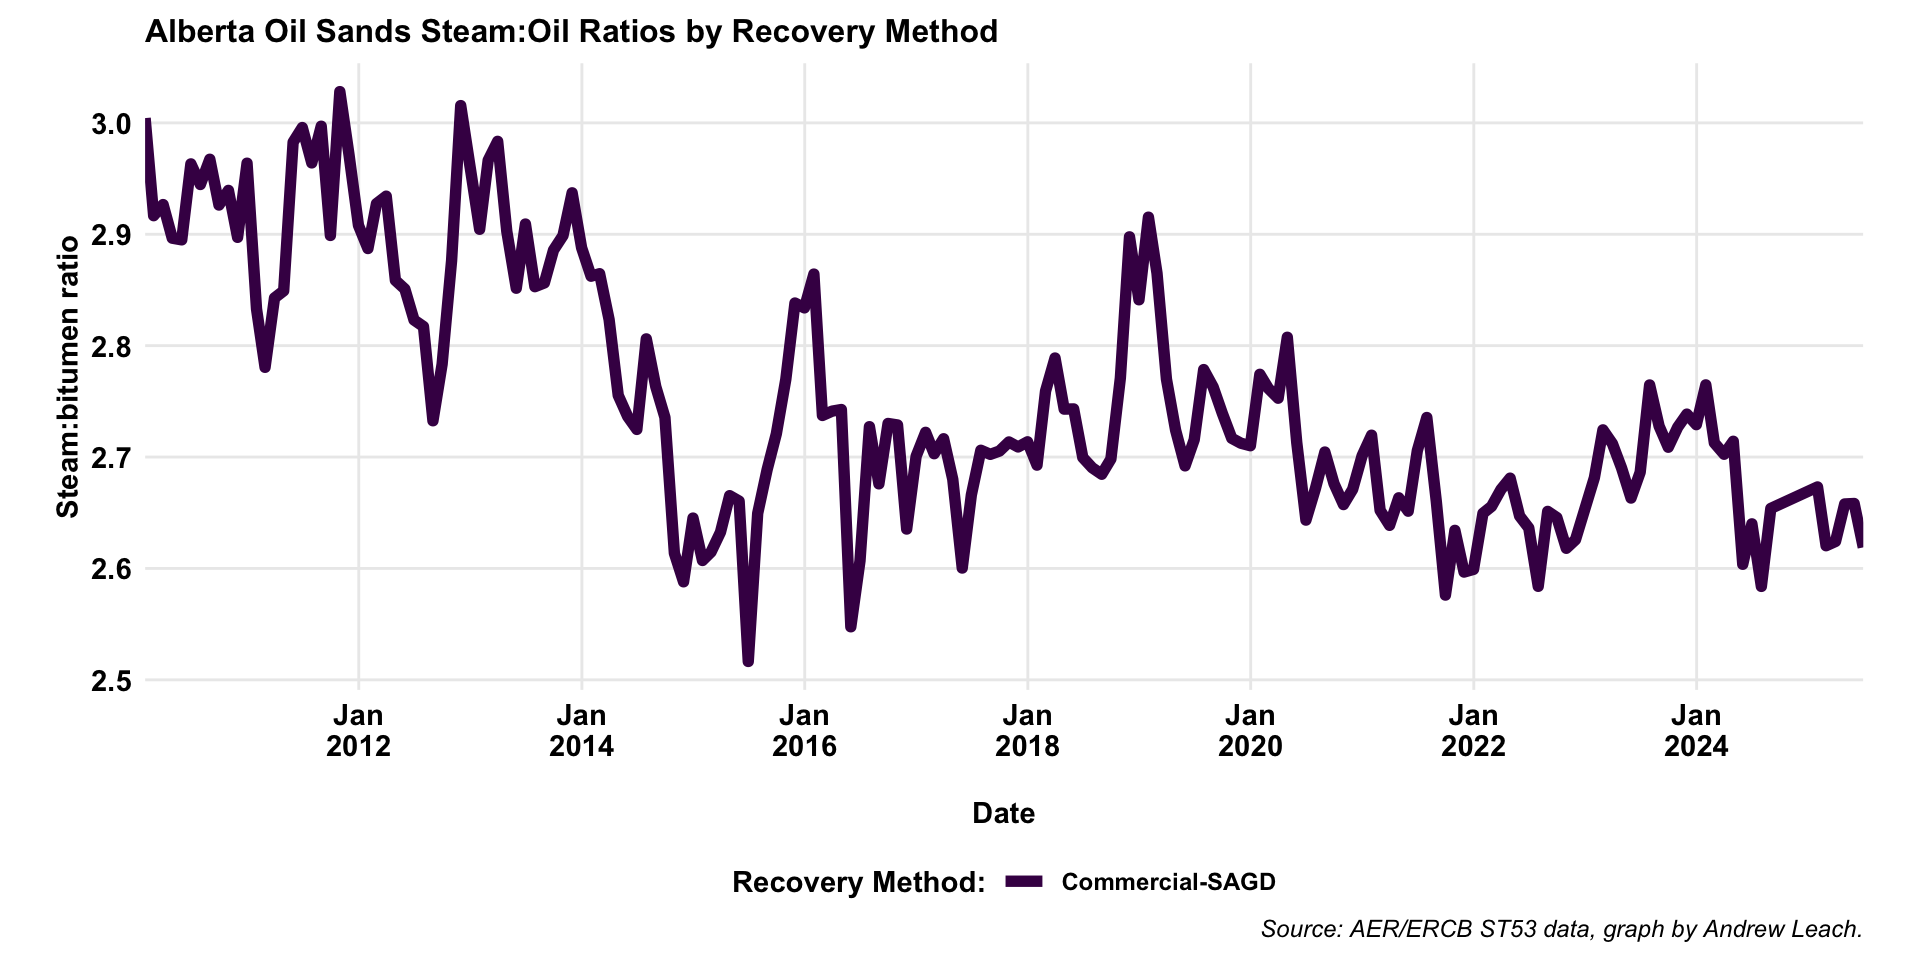 Alberta Oil Sands Steam:Oil Ratios by Recovery Method
Steam:bitumen ratio
3.0
2.9
2.8
2.7
2.6
2.5
Jan
2012
Jan
2014
Jan
2016
Jan
2018
Jan
2020
Jan
2022
Jan
2024
Date
Recovery Method: Commercial-SAGD
Source: AER/ERCB ST53 data, graph by Andrew Leach.